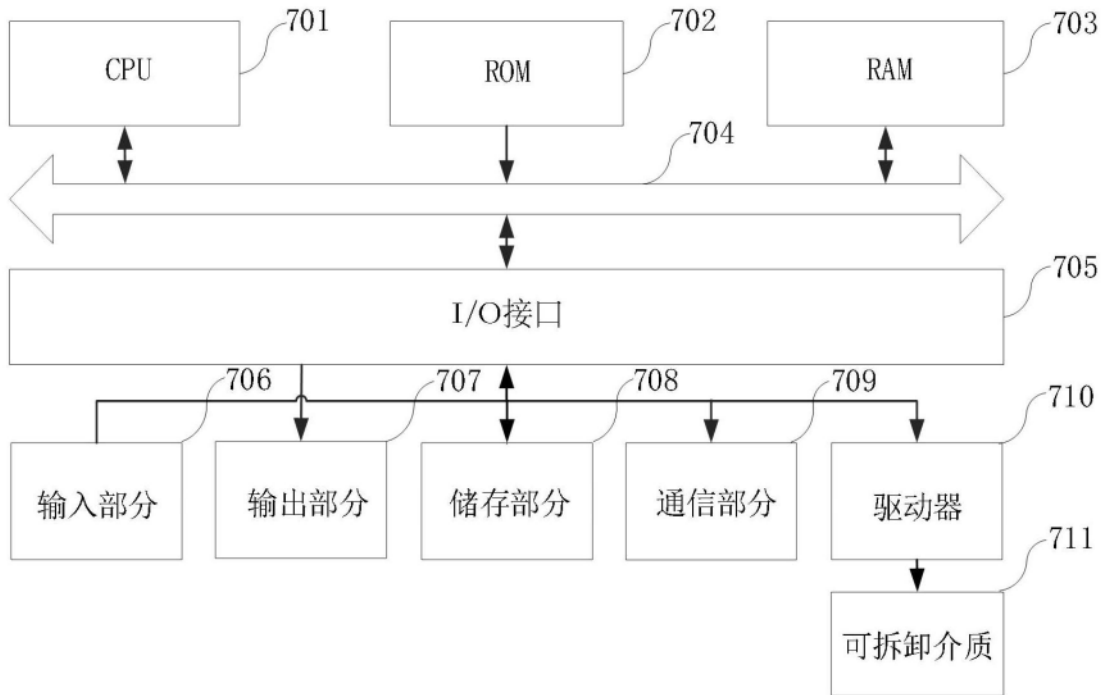 701
702
703
CPU
ROM
RAM
704
705
I/O接口
706
707
708
709
710
输入部分
输出部分
储存部分
通信部分
驱动器
711
可拆卸介质